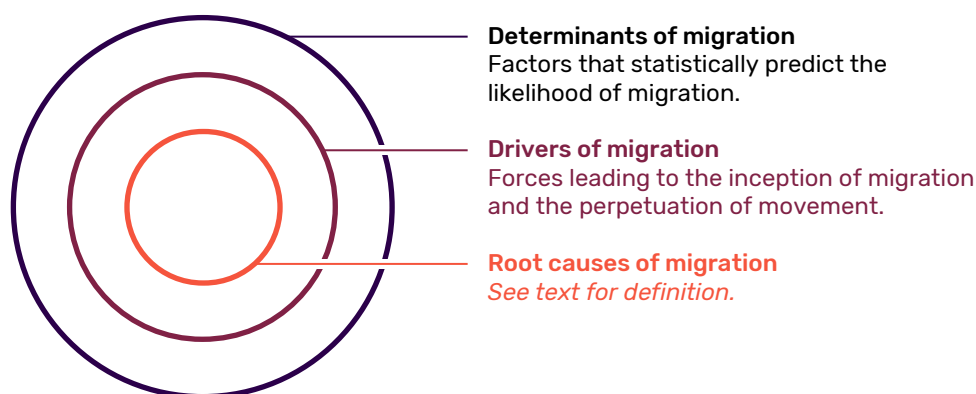 Determinants of migration
Factors that statistically predict the
likelihood of migration.
Drivers of migration
Forces leading to the inception of migration
and the perpetuation of movement.
Root causes of migration
See text for definition.